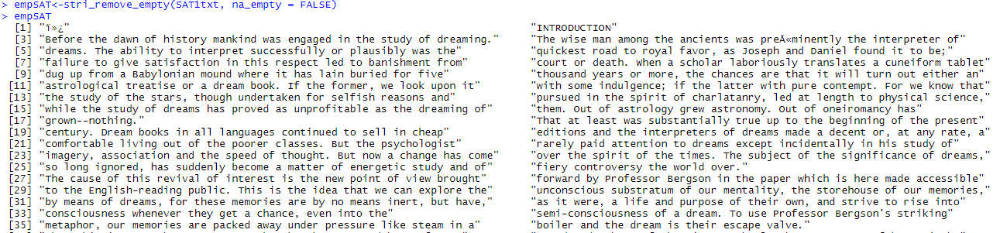 > empSAT<-stri_remove_empty(SAT1txt, na_empty = FALSE)
> empSAT
[1] "ï»¿" "INTRODUCTION"
[3] "Before the dawn of history mankind was engaged in the study of dreaming." "The wise man among the ancients was preÅ«minently the interpreter of"
[5] "dreams. The ability to interpret successfully or plausibly was the" "quickest road to royal favor, as Joseph and Daniel found it to be;"
[7] "failure to give satisfaction in this respect led to banishment from" "court or death. When a scholar laboriously translates a cuneiform tablet"
[9] "dug up from a Babylonian mound where it has lain buried for five" "thousand years or more, the chances are that it will turn out either an"
[11] "astrological treatise or a dream book. If the former, we look upon it" "with some indulgence; if the latter with pure contempt. For we know that"
[13] "the study of the stars, though undertaken for selfish reasons and" "pursued in the spirit of charlatanry, led at length to physical science,"
[15] "while the study of dreams has proved as unprofitable as the dreaming of" "them. Out of astrology grew astronomy. Out of oneiromancy has"
[17] "grown--nothing." "That at least was substantially true up to the beginning of the present"
[19] "century. Dream books in all languages continued to sell in cheap" "editions and the interpreters of dreams made a decent or, at any rate, a"
[21] "comfortable living out of the poorer classes. But the psychologist" "rarely paid attention to dreams except incidentally in his study of"
[23] "imagery, association and the speed of thought. But now a change has come" "over the spirit of the times. The subject of the significance of dreams,"
[25] "so long ignored, has suddenly become a matter of energetic study and of" "fiery controversy the world over."
[27] "The cause of this revival of interest is the new point of view brought" "forward by Professor Bergson in the paper which is here made accessible"
[29] "to the English-reading public. This is the idea that we can explore the" "unconscious substratum of our mentality, the storehouse of our memories,"
[31] "by means of dreams, for these memories are by no means inert, but have," "as it were, a life and purpose of their own, and strive to rise into"
[33] "consciousness whenever they get a chance, even into the" "semi-consciousness of a dream. To use Professor Bergson's striking"
[35] "metaphor, our memories are packed away under pressure like steam in a" "boiler and the dream is their escape valve."